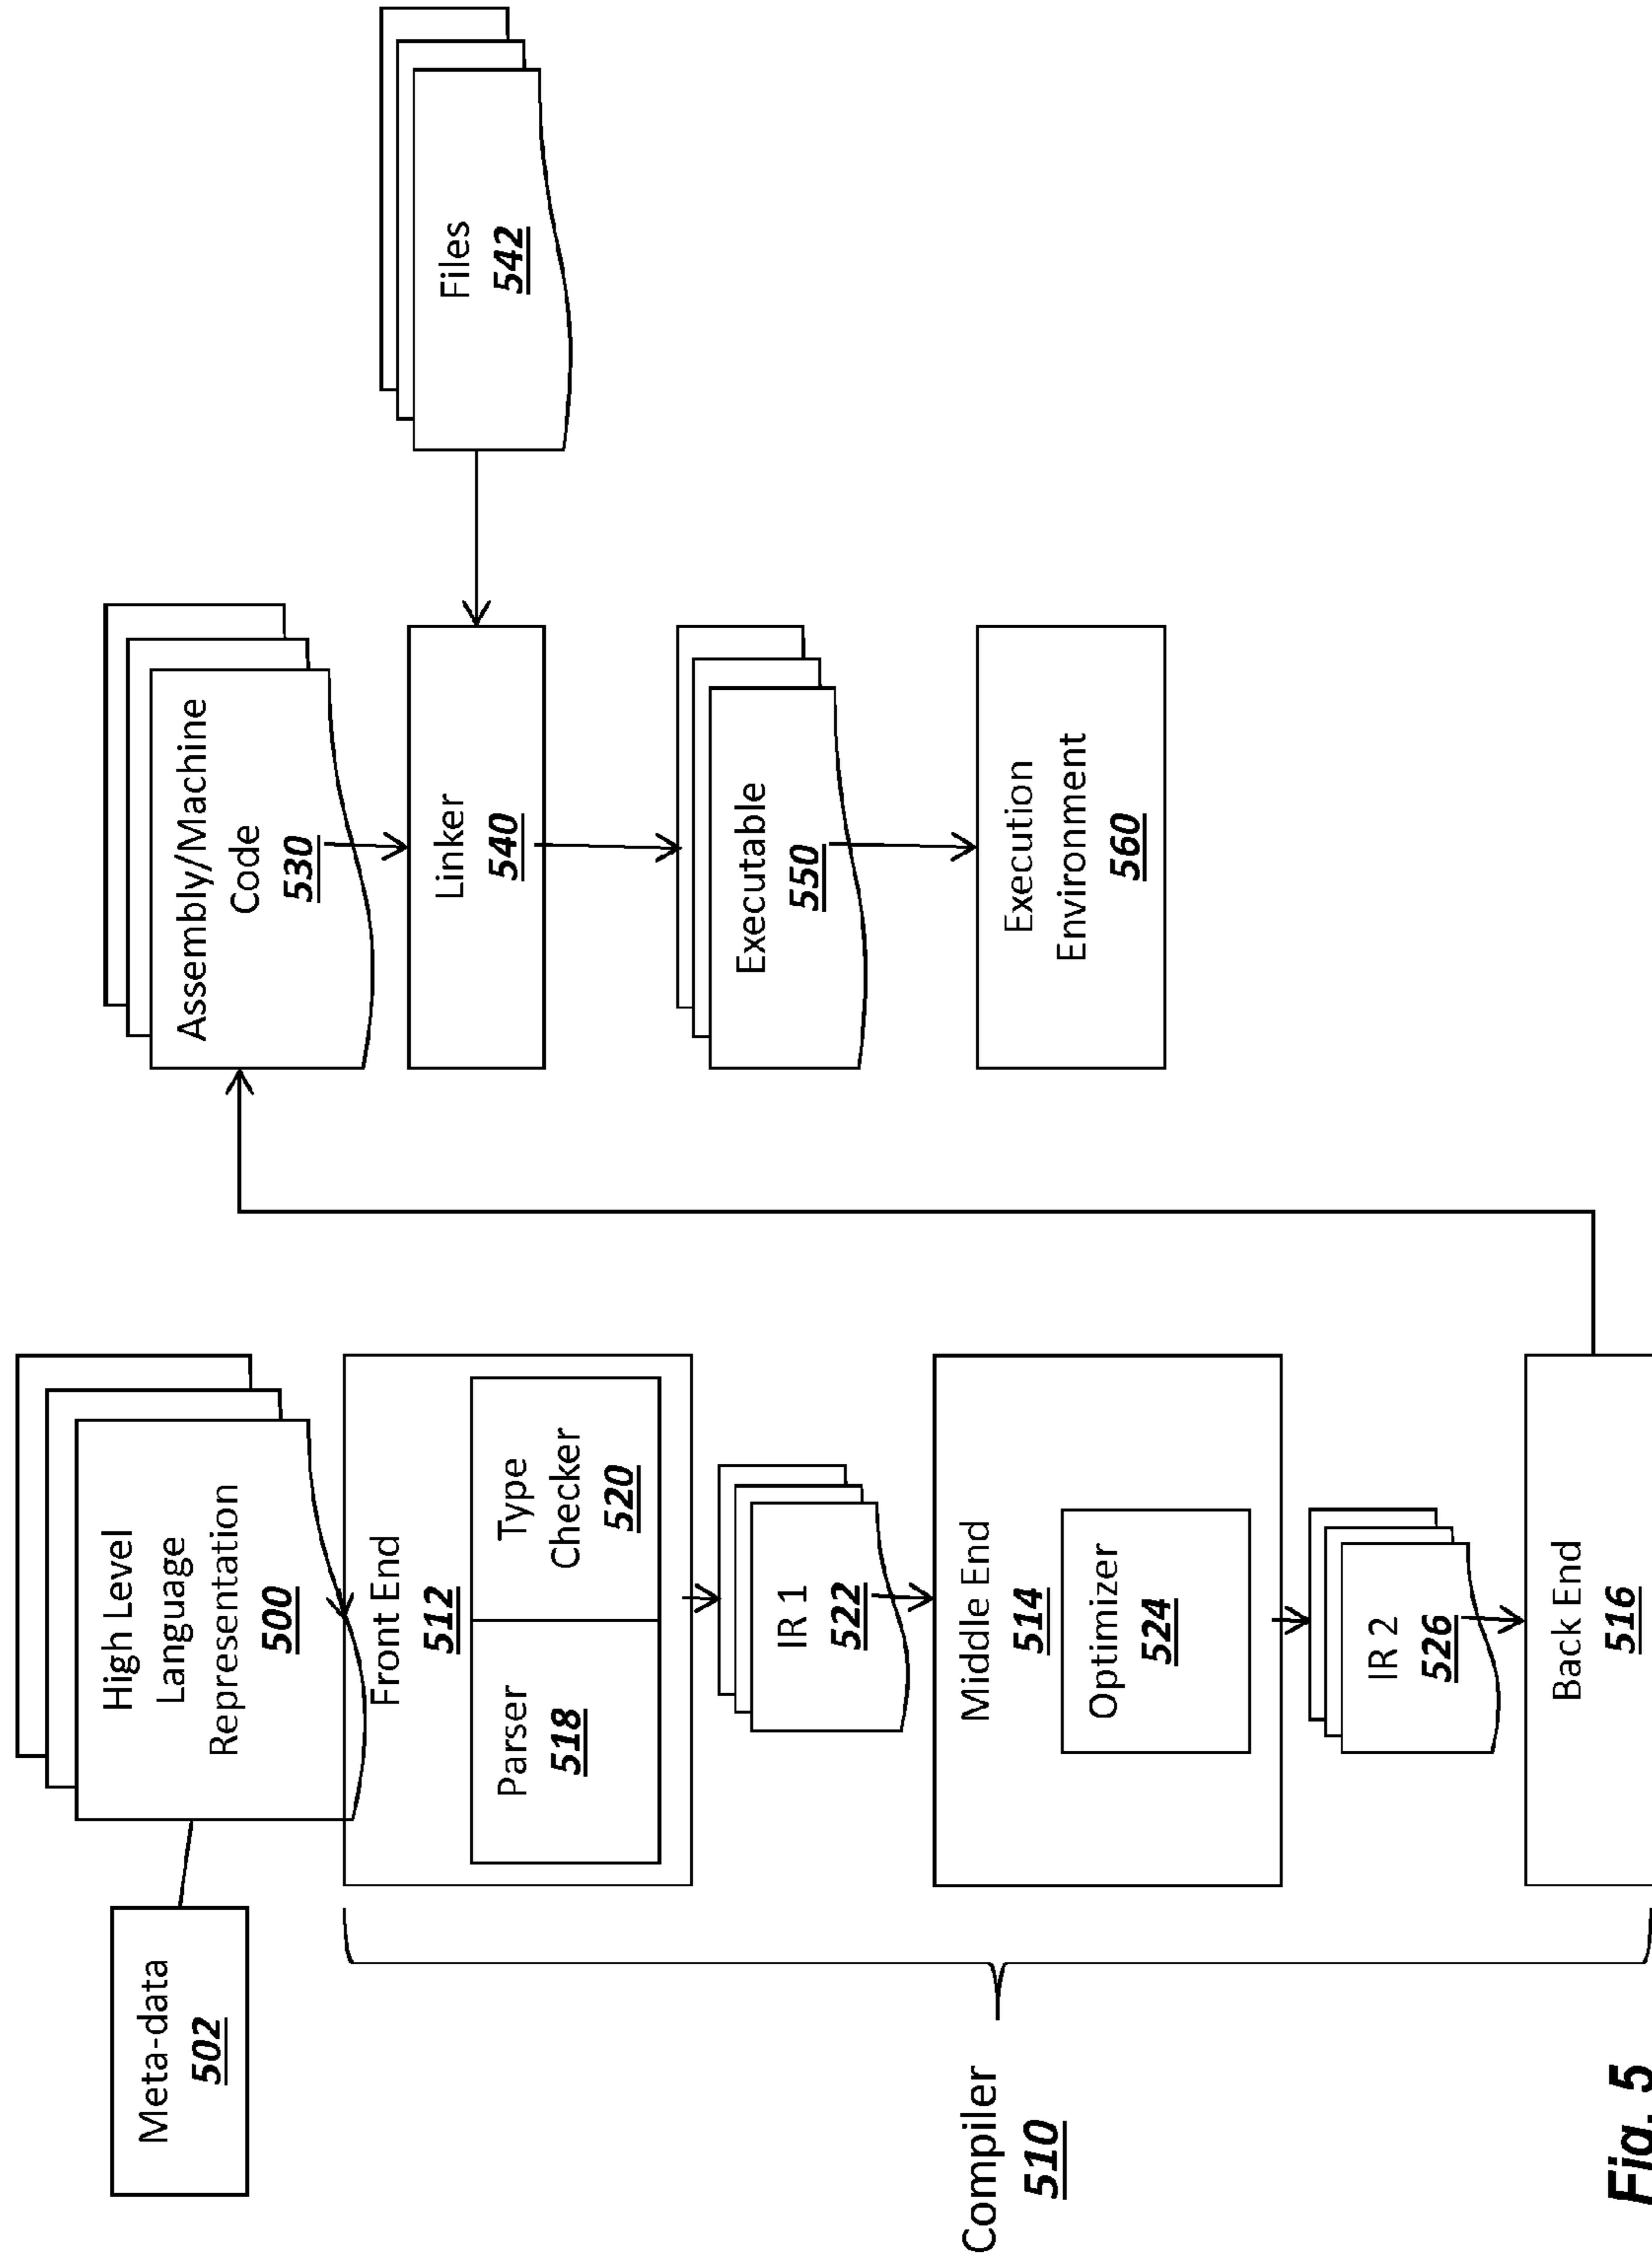 Meta-data
502
High Level
Language
Representation
500
Front End
512
Parser
518
Type
Checker
520
IR 1
522
Middle End
514
Optimizer
524
IR 2
526
Back End
516
Compiler
510
Assembly/Machine
Code
530
Linker
540
Files
542
Executable
550
Execution
Environment
560
Fig. 5